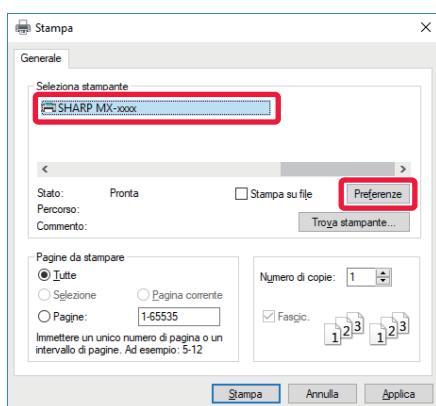 Stampa
Generale
Seleziona stampante
SHARP MX-xxxx
Stato: Pronta
Stampa su file
Preferenze
Percorso:
Commento:
Trova stampante...
Pagine da stampare
Tutte
Selezione
Pagina corrente
Pagine: 1-65535
Immettere un unico numero di pagina o un
intervallo di pagine. Ad esempio: 5-12
Numero di copie: 1
Fascic.
1 2 3 1 2 3
Stampa Annulla Applica